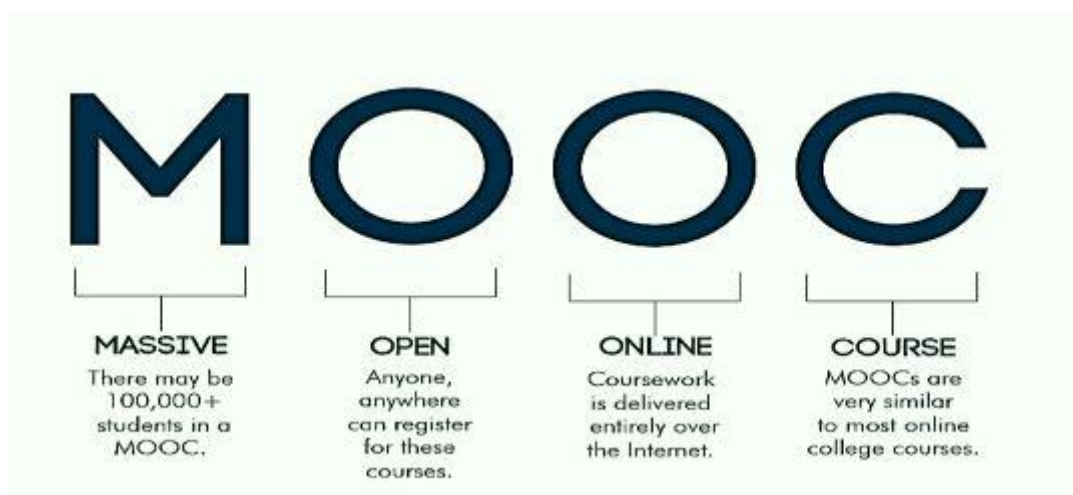 MOOC
MASSIVE
There may be
100,000+
students in a
MOOC.
OPEN
Anyone,
anywhere
can register
for these
courses.
ONLINE
Coursework
is delivered
entirely over
the Internet.
COURSE
MOOCs are
very similar
to most online
college courses.